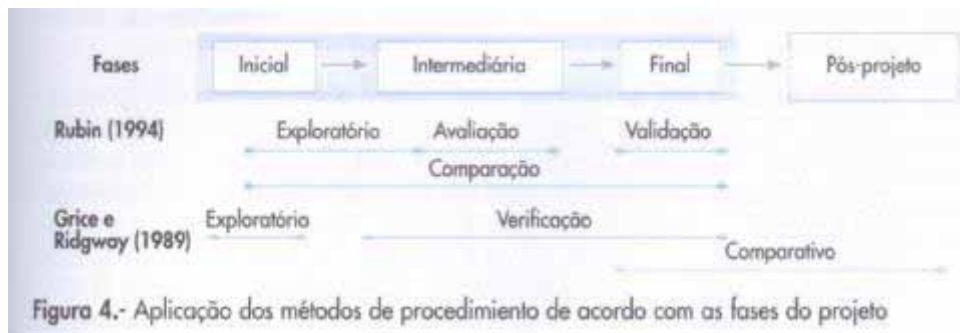 Fases Inicial Intermediária Final Pós-projeto
Rubin (1994) Exploratório Avaliação Validação
Comparação
Grice e Exploratório Verificação
Ridgway (1989)
Comparativo
Figura 4.- Aplicação dos métodos de procedimiento de acordo com as fases do projeto